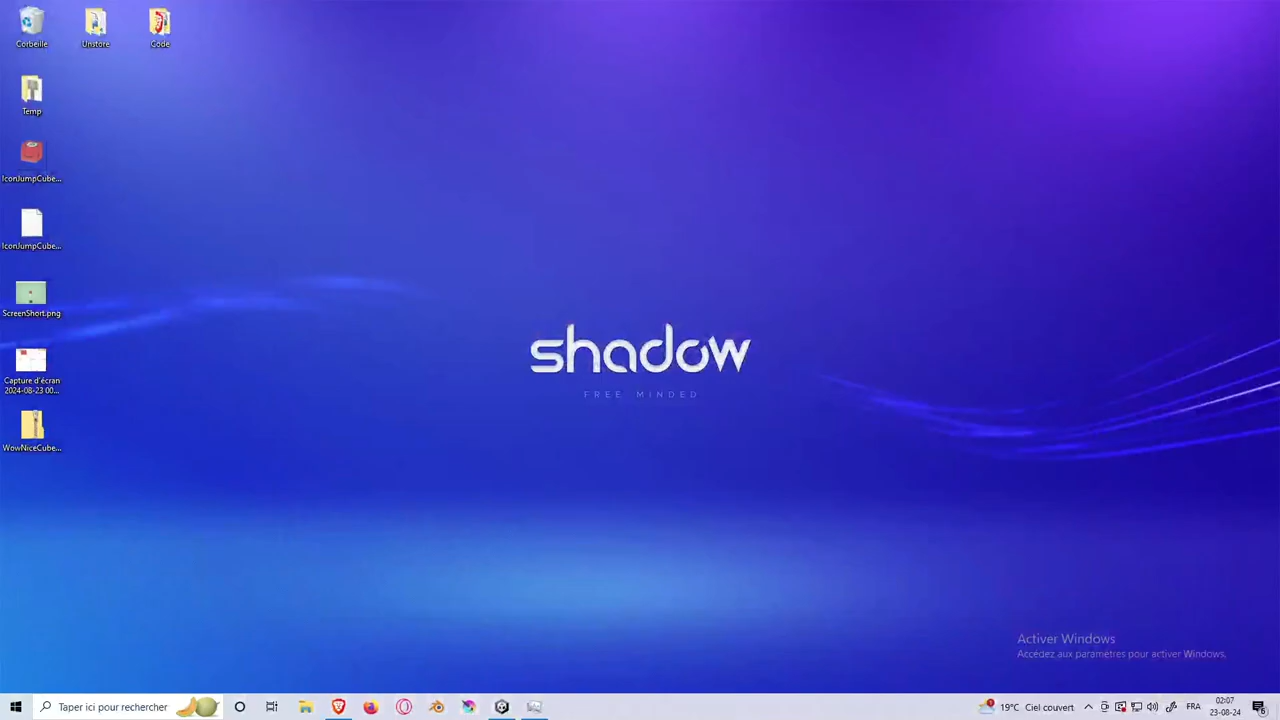 Corbeille
Unstore
Code
Temp
IconJumpCube...
IconJumpCube...
ScreenShort.png
Capture d'écran
2024-08-23 00...
WowNiceCube...
shadow
FREE MINDED
Activer Windows
Accédez aux paramètres pour activer Windows.
Taper ici pour rechercher
19°C Ciel couvert
FRA
02:07
23-08-24
6